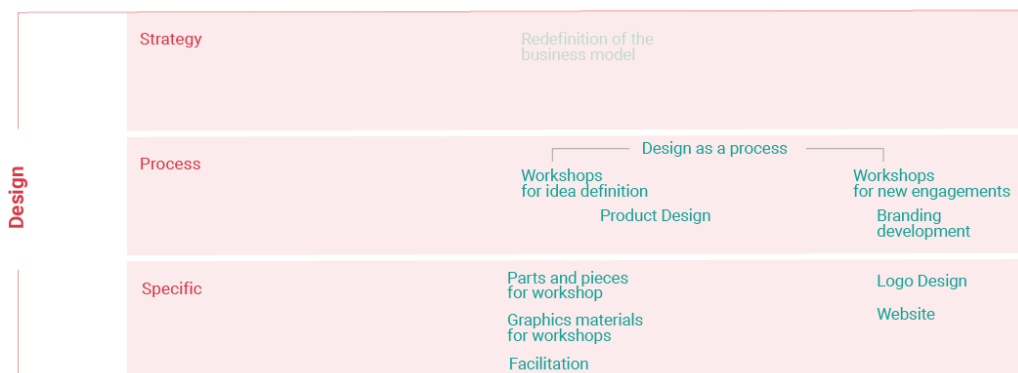 Design
Strategy
Redefinition of the
business model
Process
Design as a process
Workshops
for idea definition
Product Design
Workshops
for new engagements
Branding
development
Specific
Parts and pieces
for workshop
Graphics materials
for workshops
Facilitation
Logo Design
Website